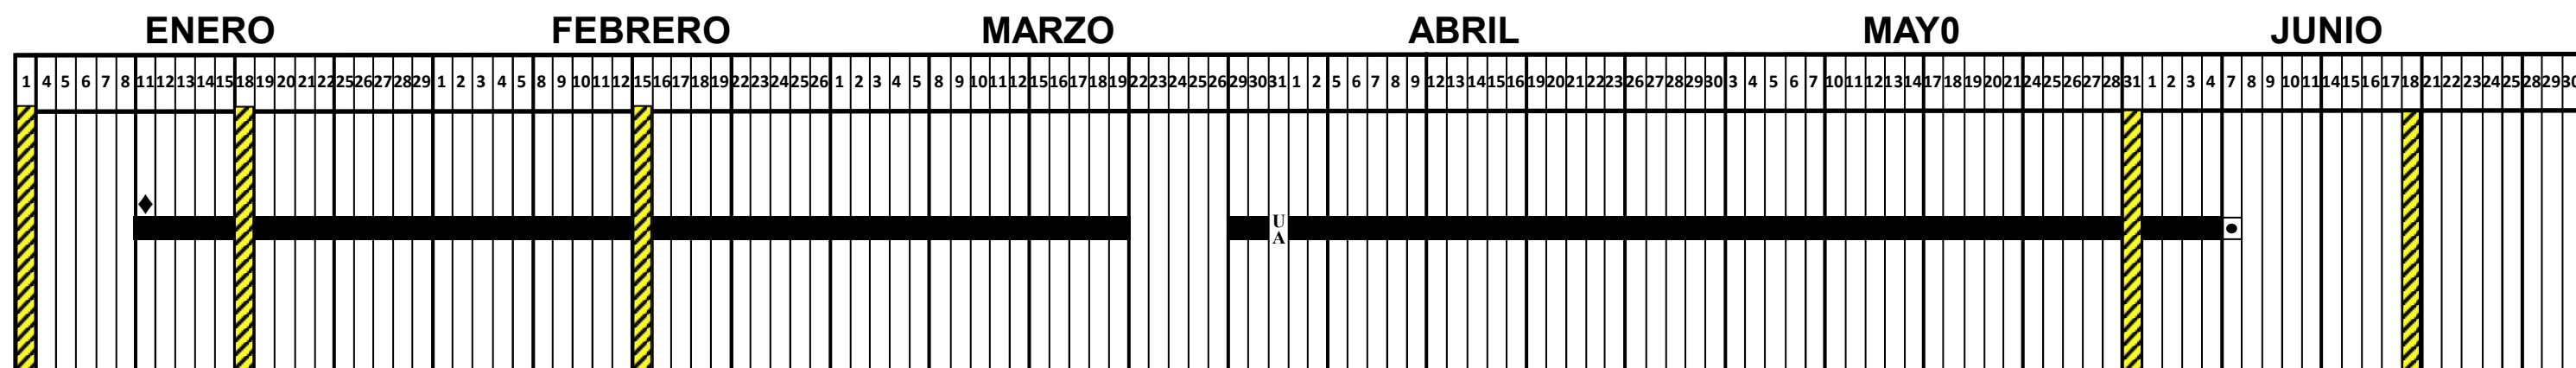 ENERO FEBRERO MARZO ABRIL MAY0 JUNIO
1 4 5 6 7 8 11 12 13 14 15 18 19 20 21 22 25 26 27 28 29 1 2 3 4 5 8 9 10 11 12 15 16 17 18 19 22 23 24 25 26 1 2 3 4 5 8 9 10 11 12 15 16 17 18 19 22 23 24 25 26 29 30 31 1 2 5 6 7 8 9 12 13 14 15 16 19 20 21 22 23 26 27 28 29 30 3 4 5 6 7 10 11 12 13 14 17 18 19 20 21 24 25 26 27 28 31 1 2 3 4 7 8 9 10 11 14 15 16 17 18 21 22 23 24 25 28 29 30
U
A